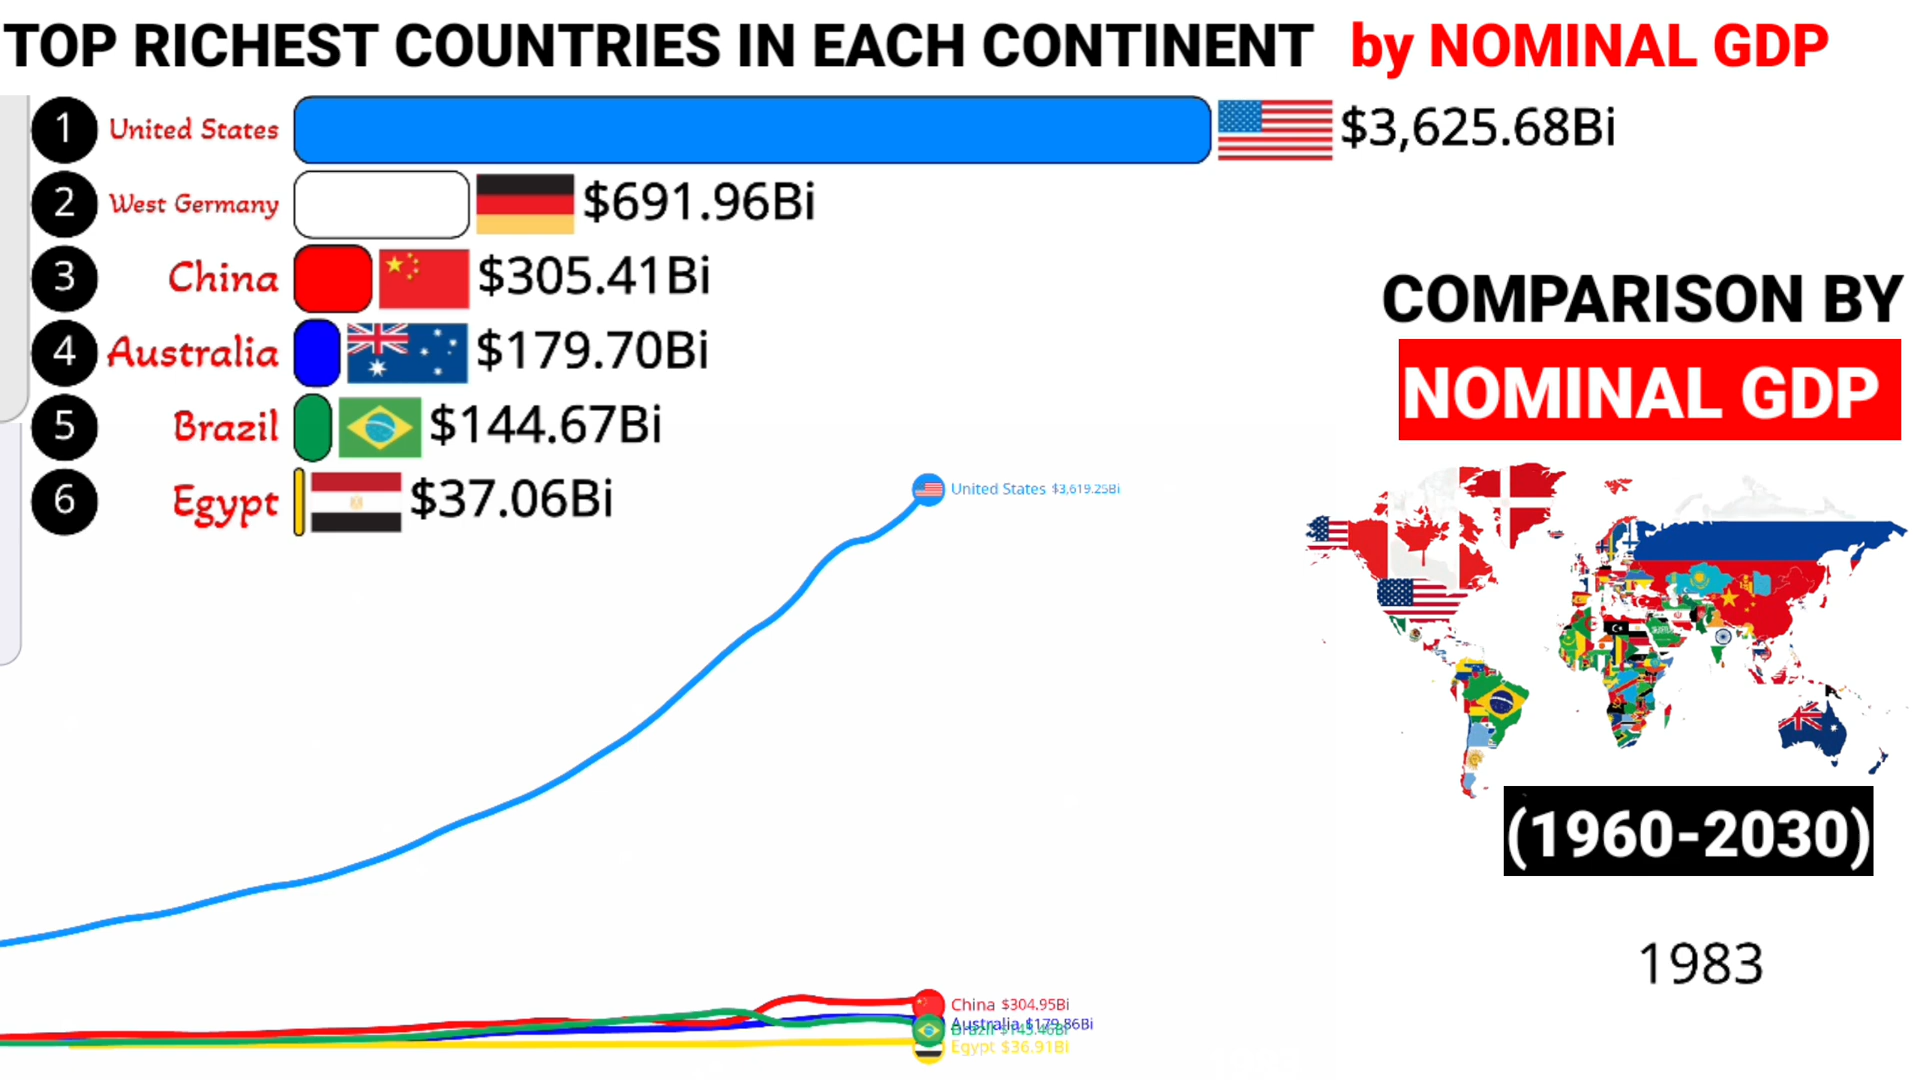 TOP RICHEST COUNTRIES IN EACH CONTINENT by NOMINAL GDP
1 United States $3,625.68Bi
2 West Germany $691.96Bi
3 China $305.41Bi
4 Australia $179.70Bi
5 Brazil $144.67Bi
6 Egypt $37.06Bi
COMPARISON BY
NOMINAL GDP
(1960-2030)
1983
United States $3,619.25Bi
China $304.95Bi
Australia $179.86Bi
Brazil
Egypt $36.91Bi